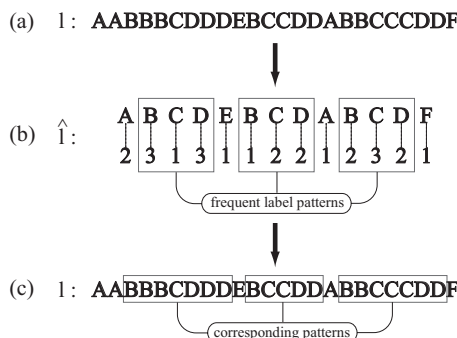 (a) l : AABBBCDDDEBCCDDABBCCCDDF
(b) ^l : A B C D E B C D A B C D F
2 3 1 3 1 1 2 2 1 2 3 2 1
frequent label patterns
(c) l : AABBBCDDDEBCCDDABBCCCDDF
corresponding patterns